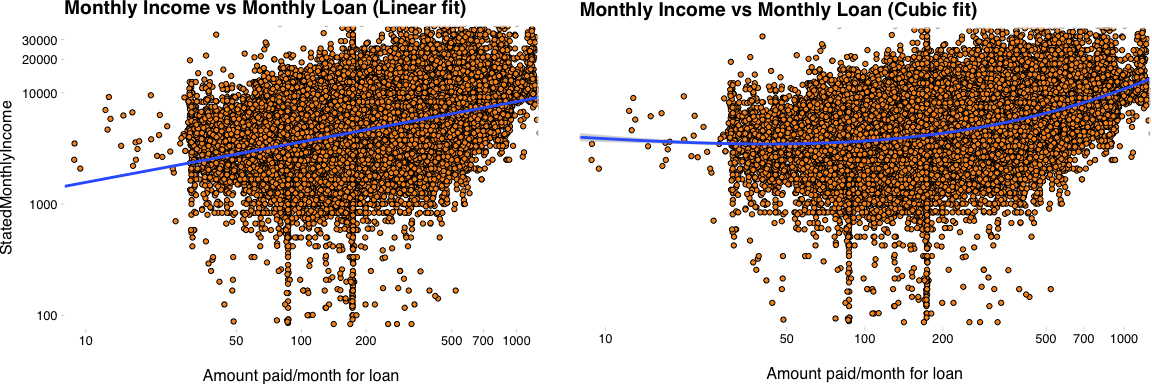 Monthly Income vs Monthly Loan (Linear fit)
30000
20000
10000
1000
100
StatedMonthlyIncome
10 50 100 200 500 700 1000
Amount paid/month for loan
Monthly Income vs Monthly Loan (Cubic fit)
10 50 100 200 500 700 1000
Amount paid/month for loan